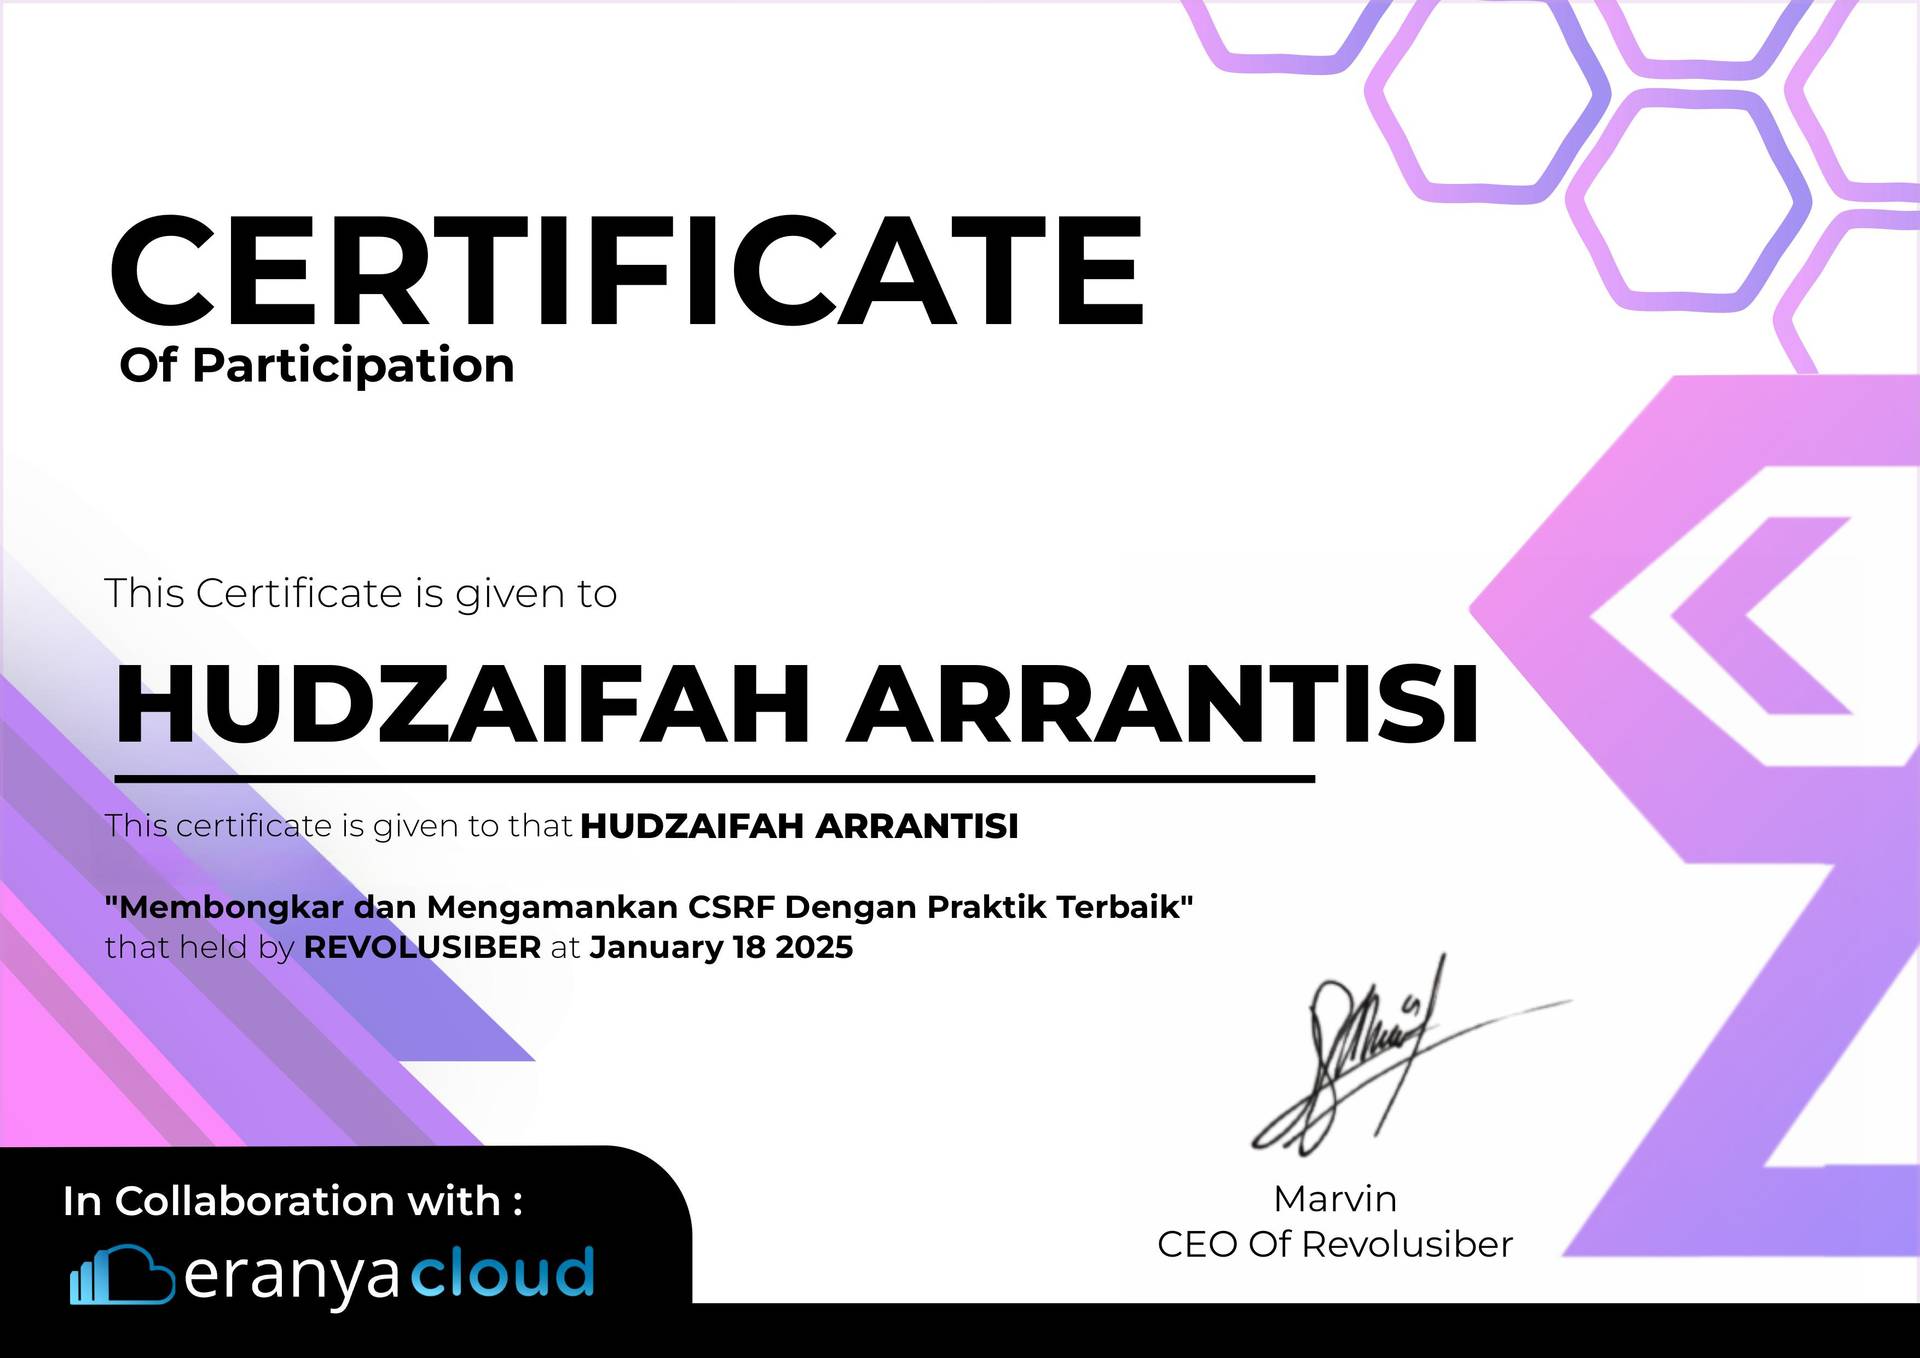 CERTIFICATE
Of Participation
This Certificate is given to
HUDZAIFAH ARRANTISI
This certificate is given to that HUDZAIFAH ARRANTISI
"Membongkar dan Mengamankan CSRF Dengan Praktik Terbaik"
that held by REVOLUSIBER at January 18 2025
Marvin
CEO Of Revolusiber
In Collaboration with :
eranyacloud